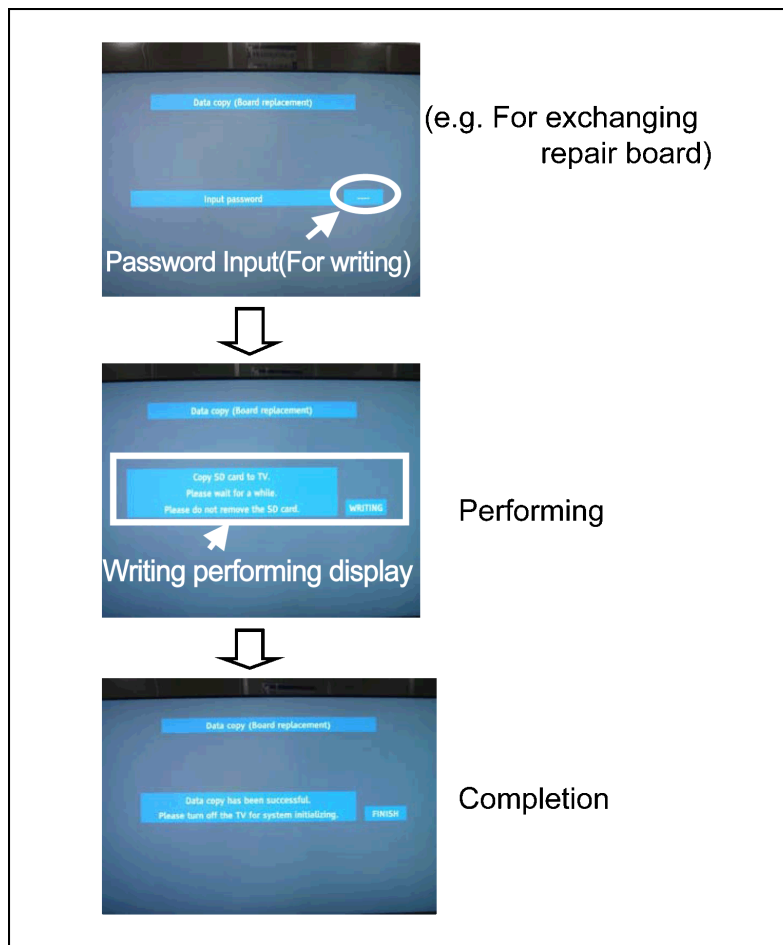 Data copy (Board replacement)
(e.g. For exchanging
repair board)
Input password
Password Input(For writing)
Data copy (Board replacement)
Copy SD card to TV.
Please wait for a while.
Please do not remove the SD card.
WRITING
Performing
Writing performing display
Data copy (Board replacement)
Data copy has been successful.
Please turn off the TV for system initializing.
FINISH
Completion